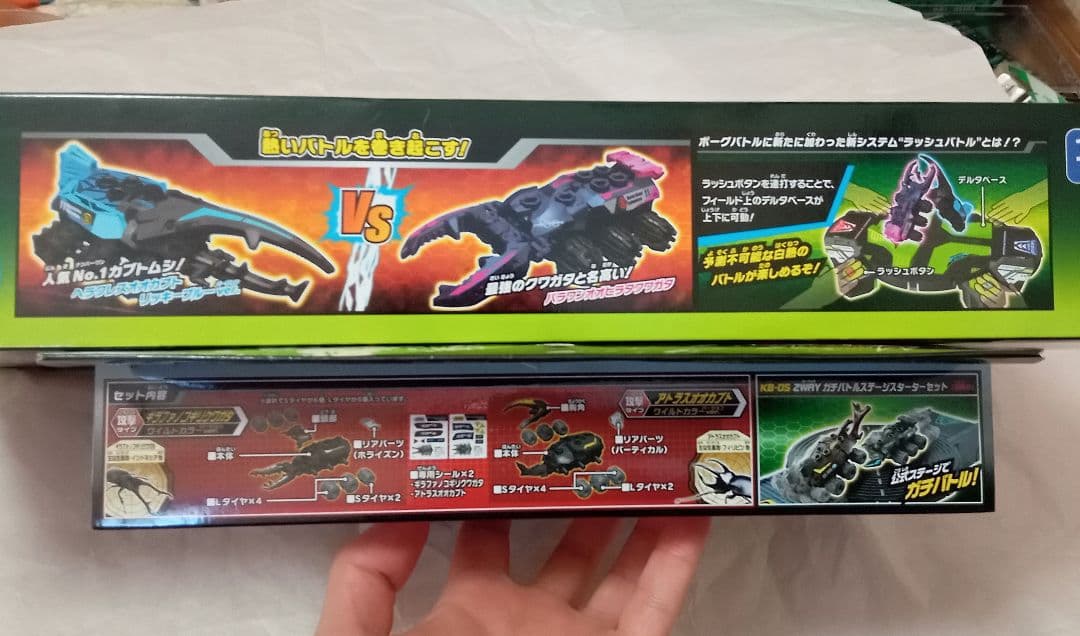 熱いバトルを巻き起こす!
VS
人気No.1カブトムシ!
ヘラクレスオオカブト
リッキーブルーver.
最強のクワガタと名高い!
パラワンオオヒラタクワガタ
ボーグバトルに新たに加わった新システム"ラッシュバトル"とは!?
ラッシュボタンを連打することで、
フィールド上のデルタベースが
上下に可動!
予測不可能な白熱の
バトルが楽しめるぞ!
デルタベース
ラッシュボタン
セット内容
攻撃
タイプ
ギラファノコギリクワガタ
ワイルドカラーver.
■頭部
■リアパーツ
(ホライズン)
■本体
■Lタイヤ×4
■Sタイヤ×2
■専用シール×2
・ギラファノコギリクワガタ
・アトラスオオカブト
■胸角
攻撃
タイプ
アトラスオオカブト
ワイルドカラーver.
■リアパーツ
(バーティカル)
■本体
■Sタイヤ×4
■Lタイヤ×2
KB-05 2WAY ガチバトルステージスターターセット
公式ステージで
ガチバトル!